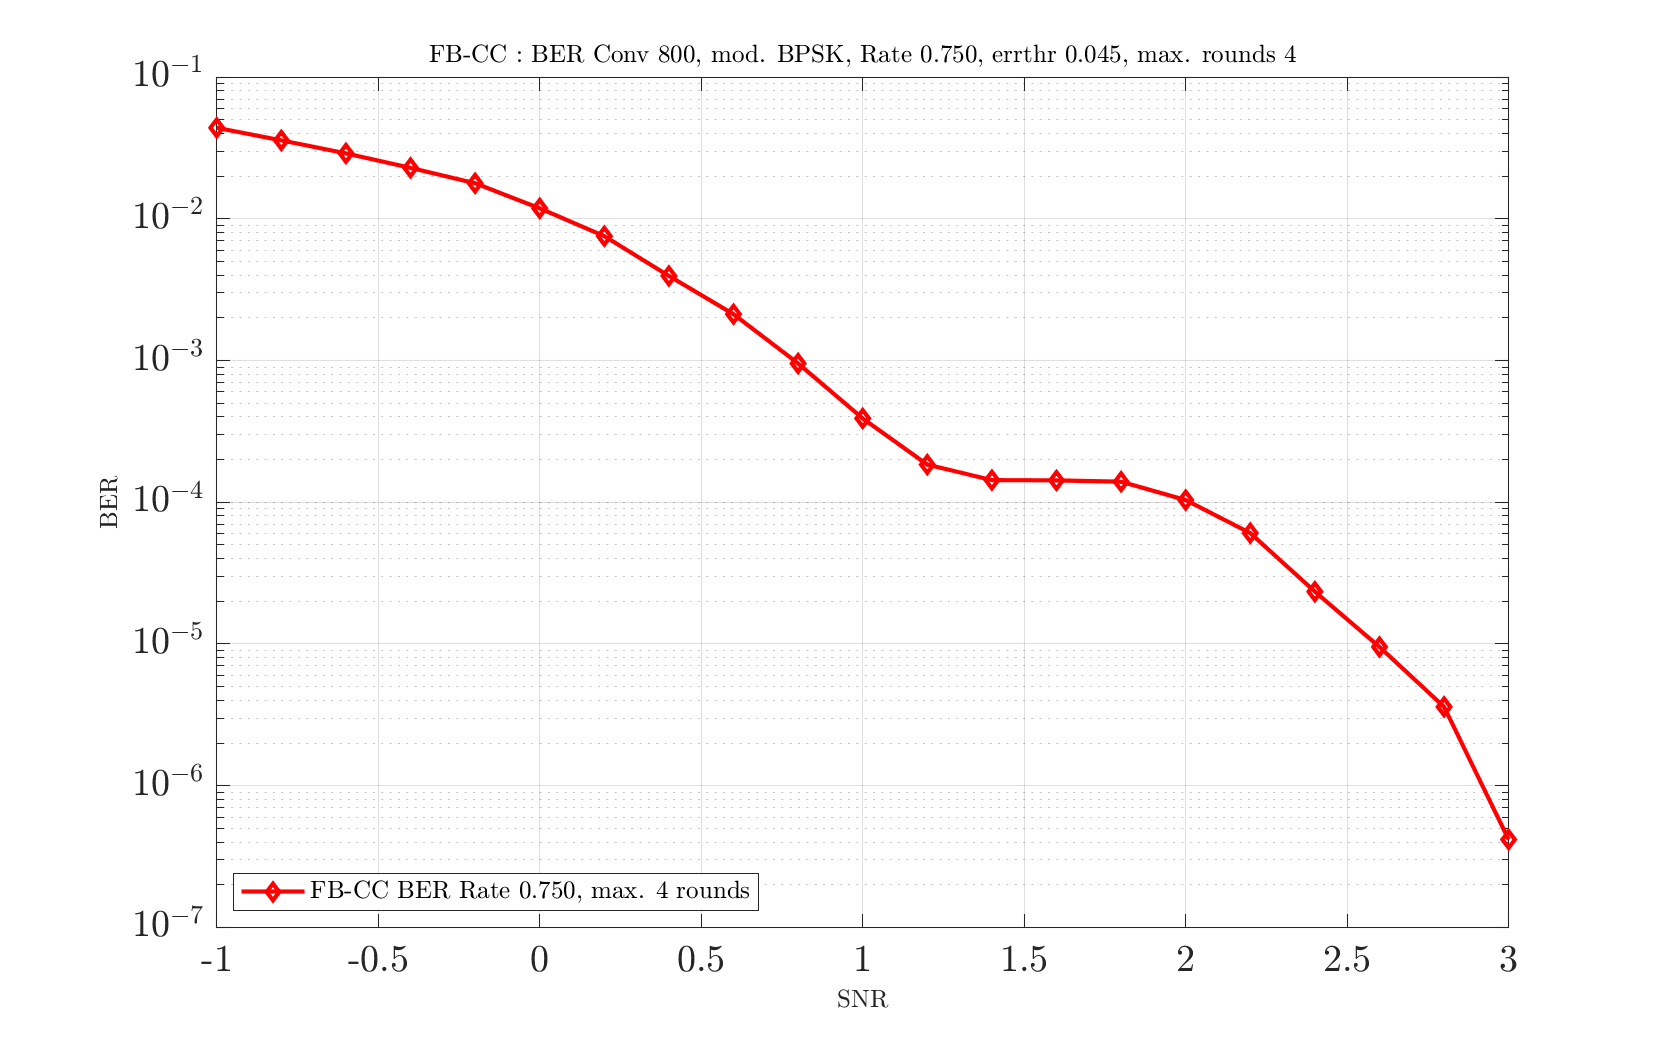 FB-CC : BER Conv 800, mod. BPSK, Rate 0.750, errthr 0.045, max. rounds 4
10⁻¹
10⁻²
10⁻³
10⁻⁴
10⁻⁵
10⁻⁶
10⁻⁷
BER
FB-CC BER Rate 0.750, max. 4 rounds
-1 -0.5 0 0.5 1 1.5 2 2.5 3
SNR